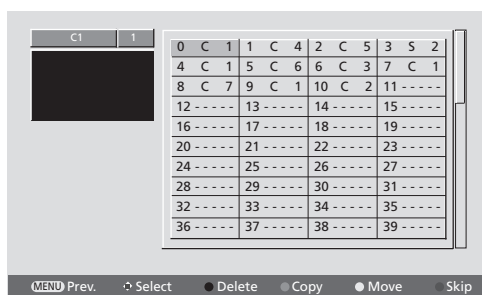 C1 1
0 C 1 1 C 4 2 C 5 3 S 2
4 C 1 5 C 6 6 C 3 7 C 1
8 C 7 9 C 1 10 C 2 11 - - - - -
12 - - - - - 13 - - - - - 14 - - - - - 15 - - - - -
16 - - - - - 17 - - - - - 18 - - - - - 19 - - - - -
20 - - - - - 21 - - - - - 22 - - - - - 23 - - - - -
24 - - - - - 25 - - - - - 26 - - - - - 27 - - - - -
28 - - - - - 29 - - - - - 30 - - - - - 31 - - - - -
32 - - - - - 33 - - - - - 34 - - - - - 35 - - - - -
36 - - - - - 37 - - - - - 38 - - - - - 39 - - - - -
MENU Prev. Select Delete Copy Move Skip